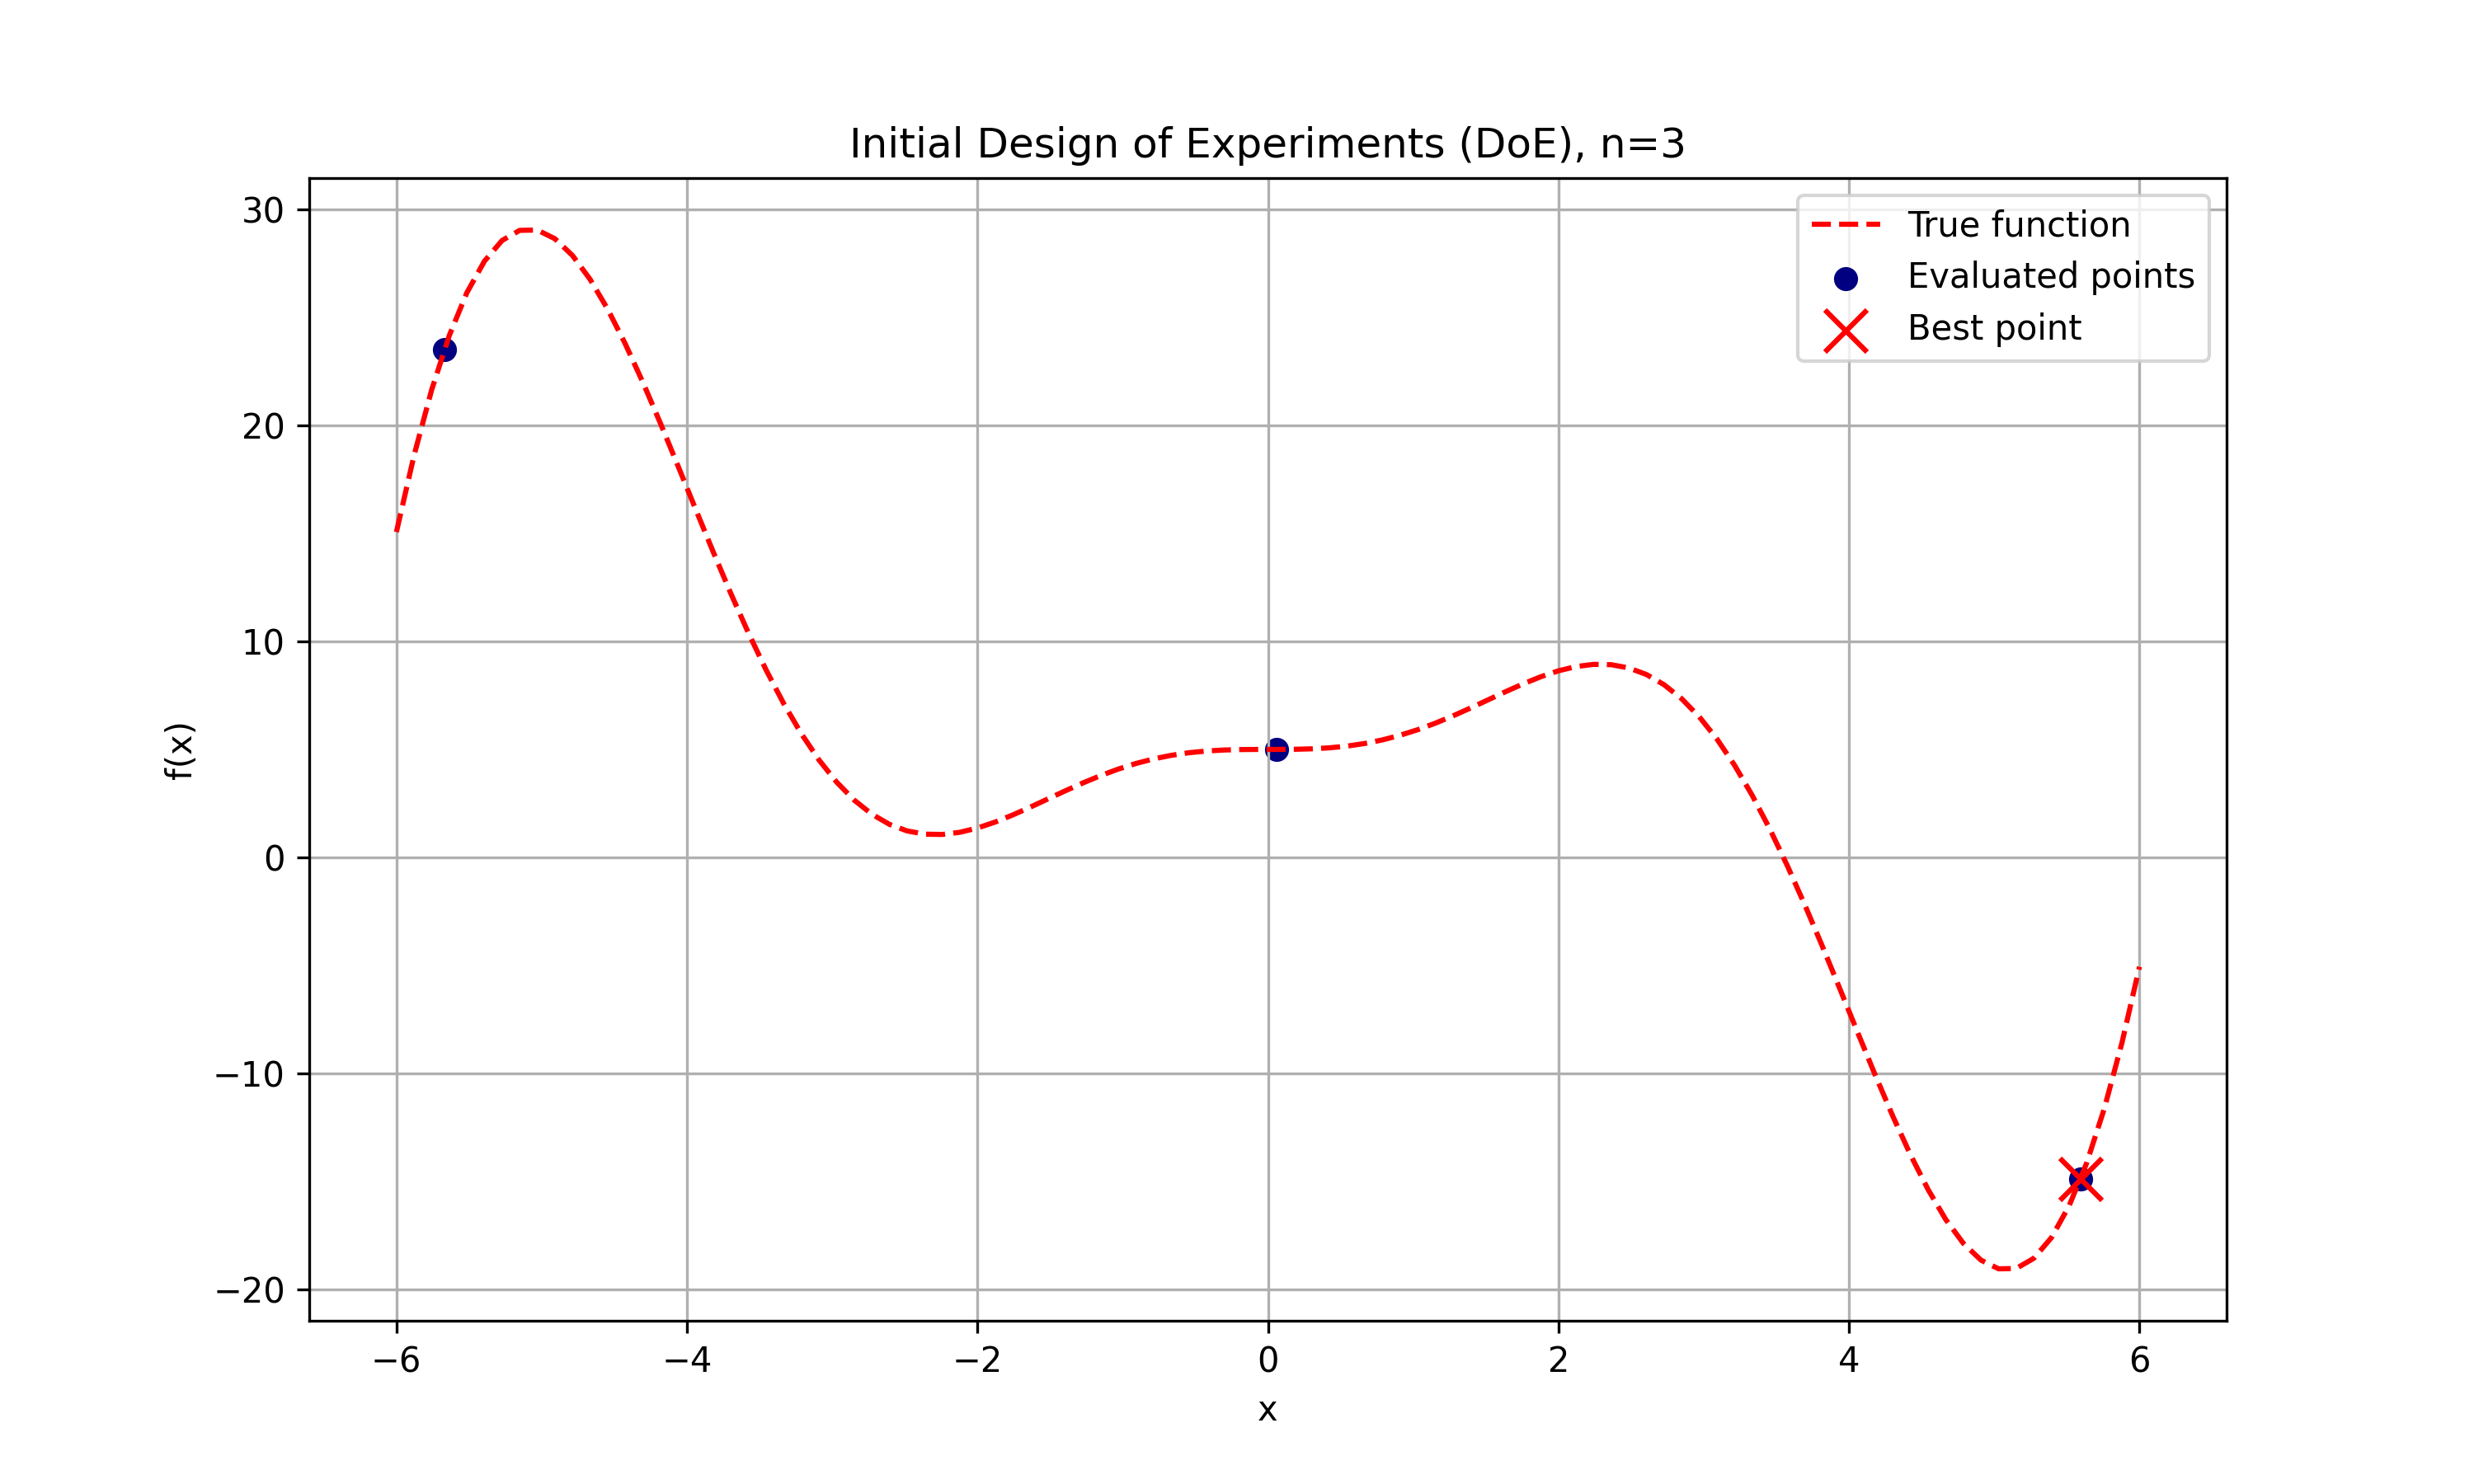 Initial Design of Experiments (DoE), n=3
30
20
10
0
−10
−20
f(x)
True function
Evaluated points
Best point
−6
−4
−2
0
2
4
6
x